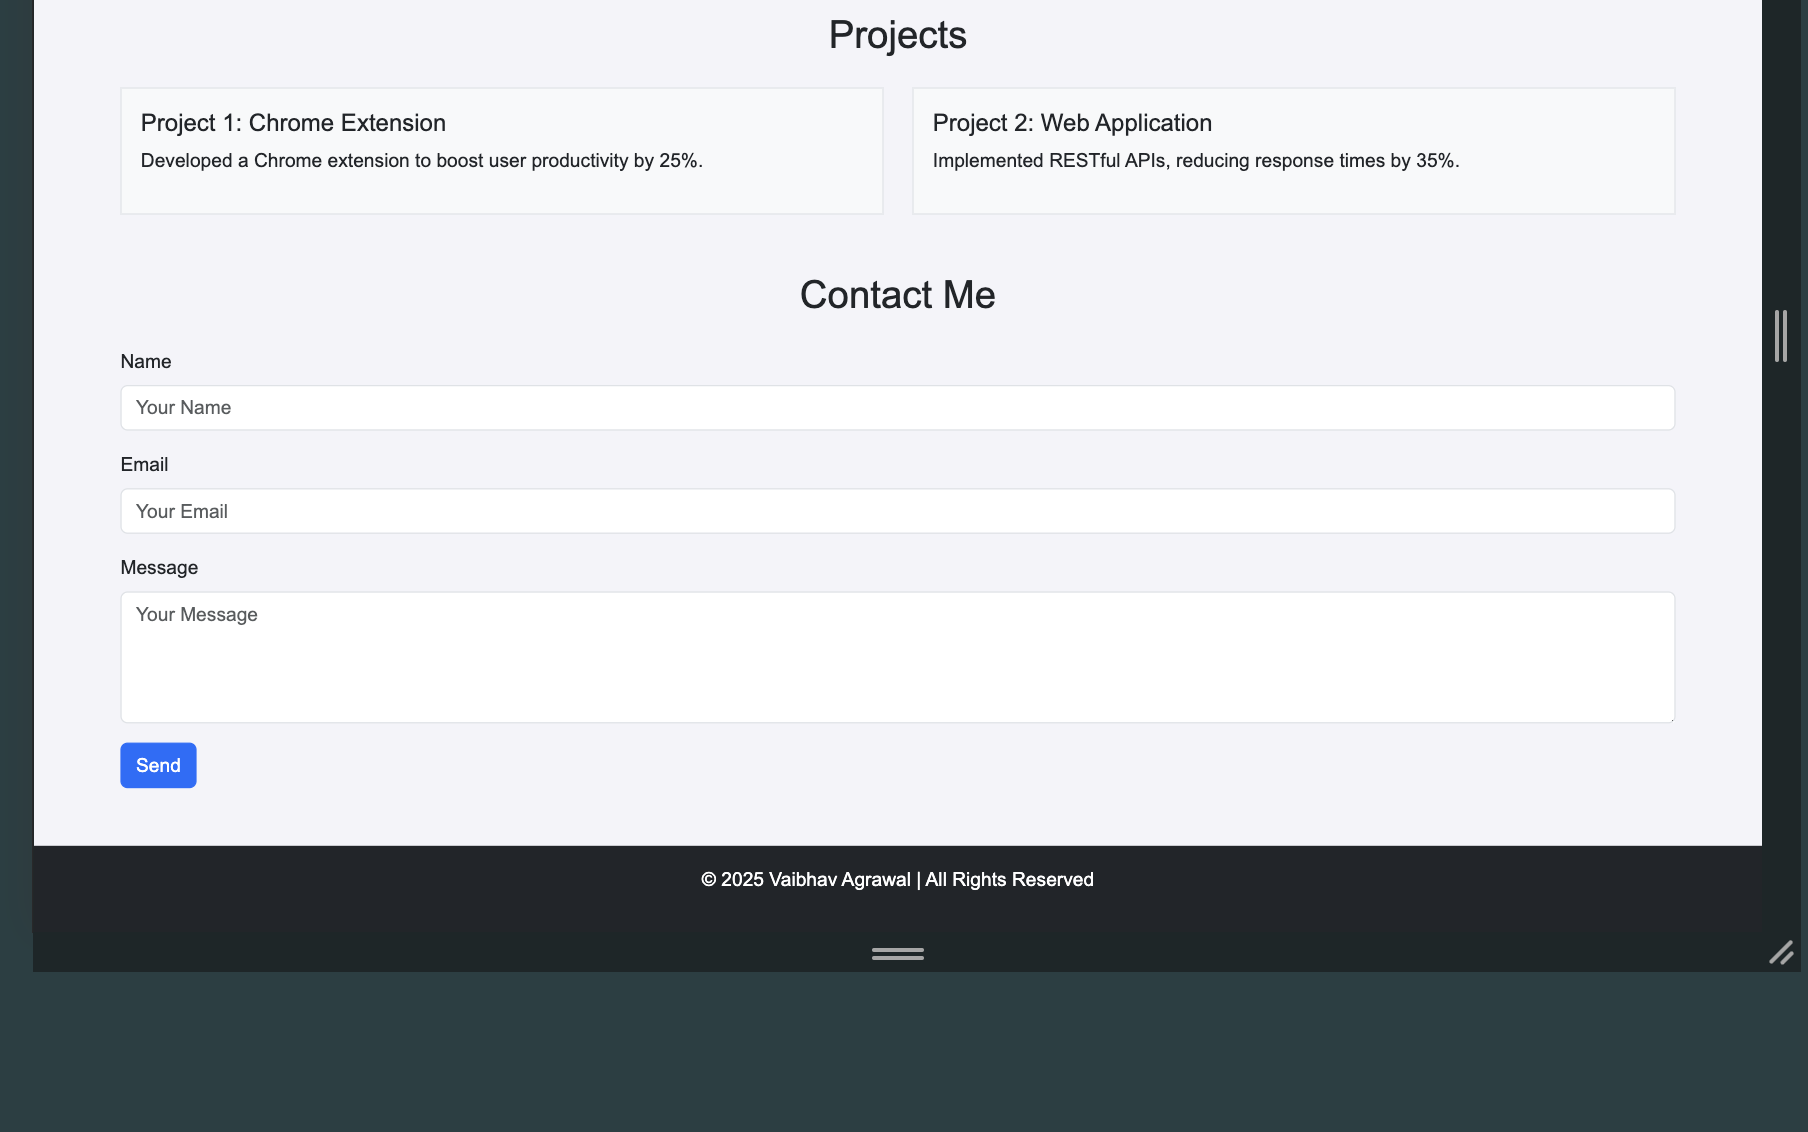 Projects
Project 1: Chrome Extension
Developed a Chrome extension to boost user productivity by 25%.
Project 2: Web Application
Implemented RESTful APIs, reducing response times by 35%.
Contact Me
Name
Your Name
Email
Your Email
Message
Your Message
Send
© 2025 Vaibhav Agrawal | All Rights Reserved